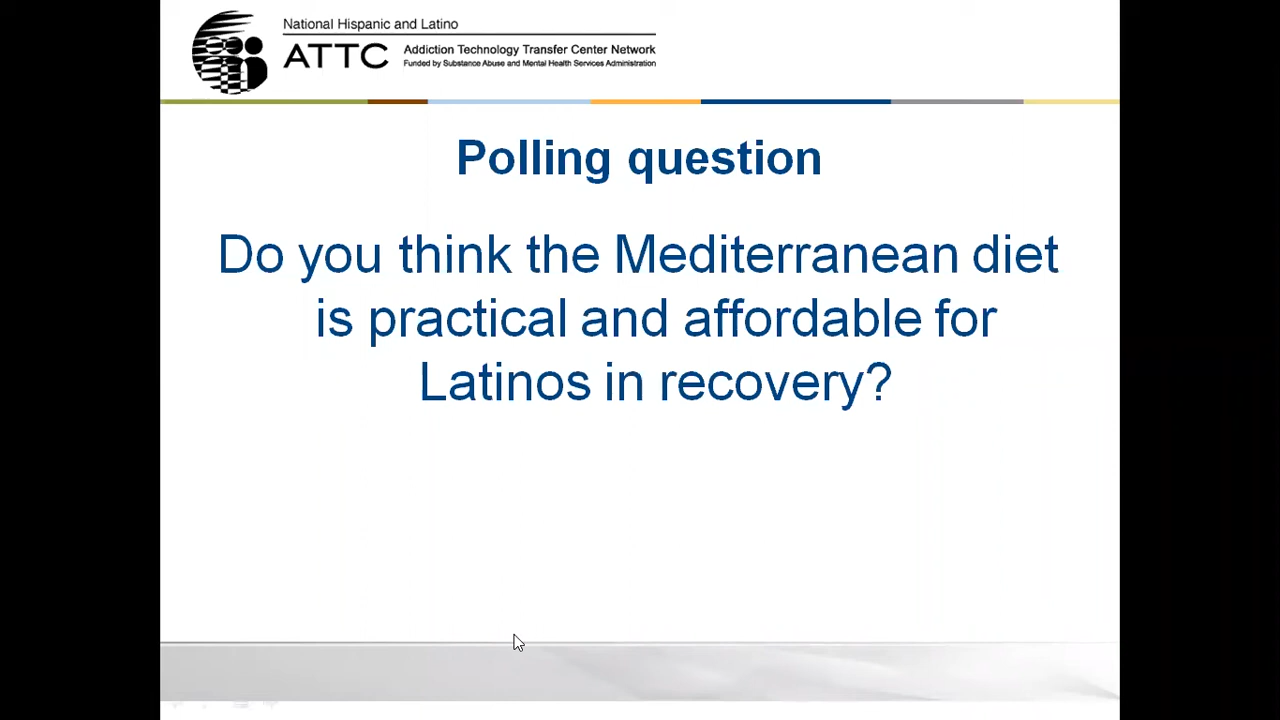 National Hispanic and Latino
ATTC
Addiction Technology Transfer Center Network
Funded by Substance Abuse and Mental Health Services Administration
Polling question
Do you think the Mediterranean diet
is practical and affordable for
Latinos in recovery?